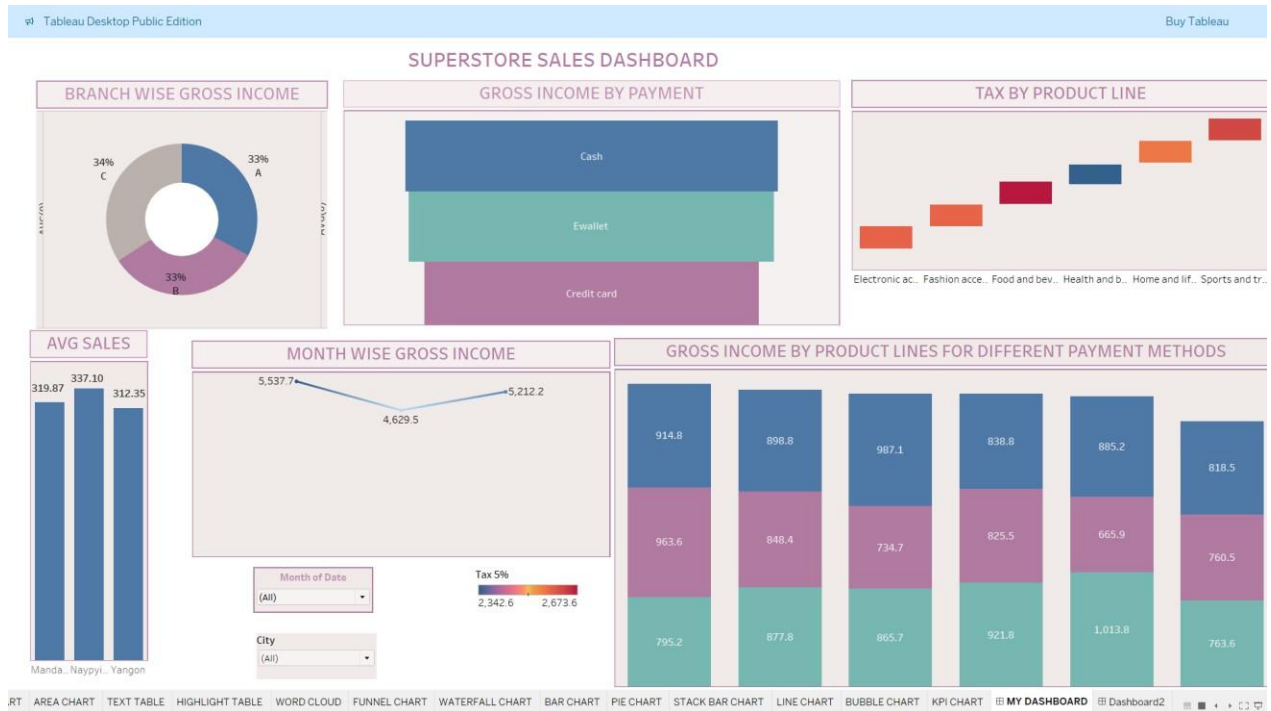 Tableau Desktop Public Edition
Buy Tableau
SUPERSTORE SALES DASHBOARD
BRANCH WISE GROSS INCOME
GROSS INCOME BY PAYMENT
TAX BY PRODUCT LINE
34%
C
33%
A
33%
B
Cash
Ewallet
Credit card
Electronic ac.. Fashion acce.. Food and bev.. Health and b.. Home and lif.. Sports and tr..
AVG SALES
319.87
337.10
312.35
Manda.. Naypyi.. Yangon
MONTH WISE GROSS INCOME
5,537.7
4,629.5
5,212.2
Month of Date
(All)
City
(All)
Tax 5%
2,342.6 2,673.6
GROSS INCOME BY PRODUCT LINES FOR DIFFERENT PAYMENT METHODS
914.8 898.8 987.1 838.8 885.2 818.5
963.6 848.4 734.7 825.5 665.9 760.5
795.2 877.8 865.7 921.8 1,013.8 763.6
RT AREA CHART TEXT TABLE HIGHLIGHT TABLE WORD CLOUD FUNNEL CHART WATERFALL CHART BAR CHART PIE CHART STACK BAR CHART LINE CHART BUBBLE CHART KPI CHART MY DASHBOARD Dashboard2